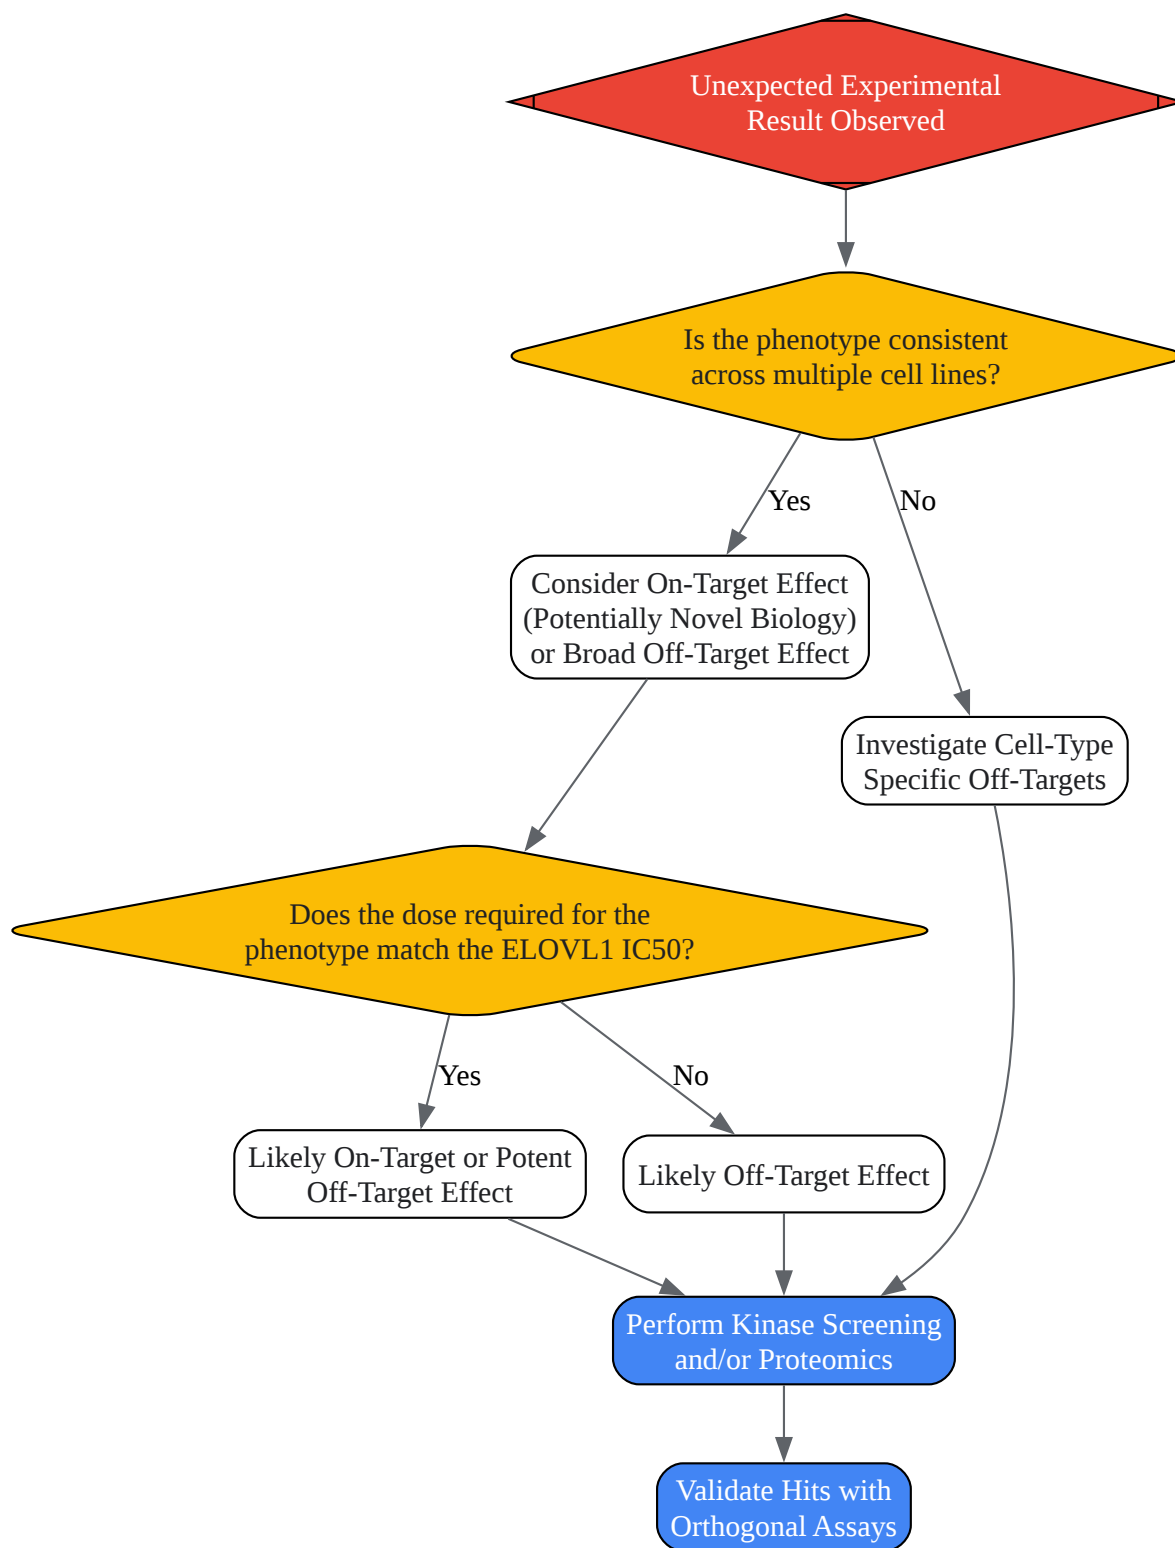 Unexpected Experimental
Result Observed
Is the phenotype consistent
across multiple cell lines?
Yes
No
Consider On-Target Effect
(Potentially Novel Biology)
or Broad Off-Target Effect
Investigate Cell-Type
Specific Off-Targets
Does the dose required for the
phenotype match the ELOVL1 IC50?
Yes
No
Likely On-Target or Potent
Off-Target Effect
Likely Off-Target Effect
Perform Kinase Screening
and/or Proteomics
Validate Hits with
Orthogonal Assays